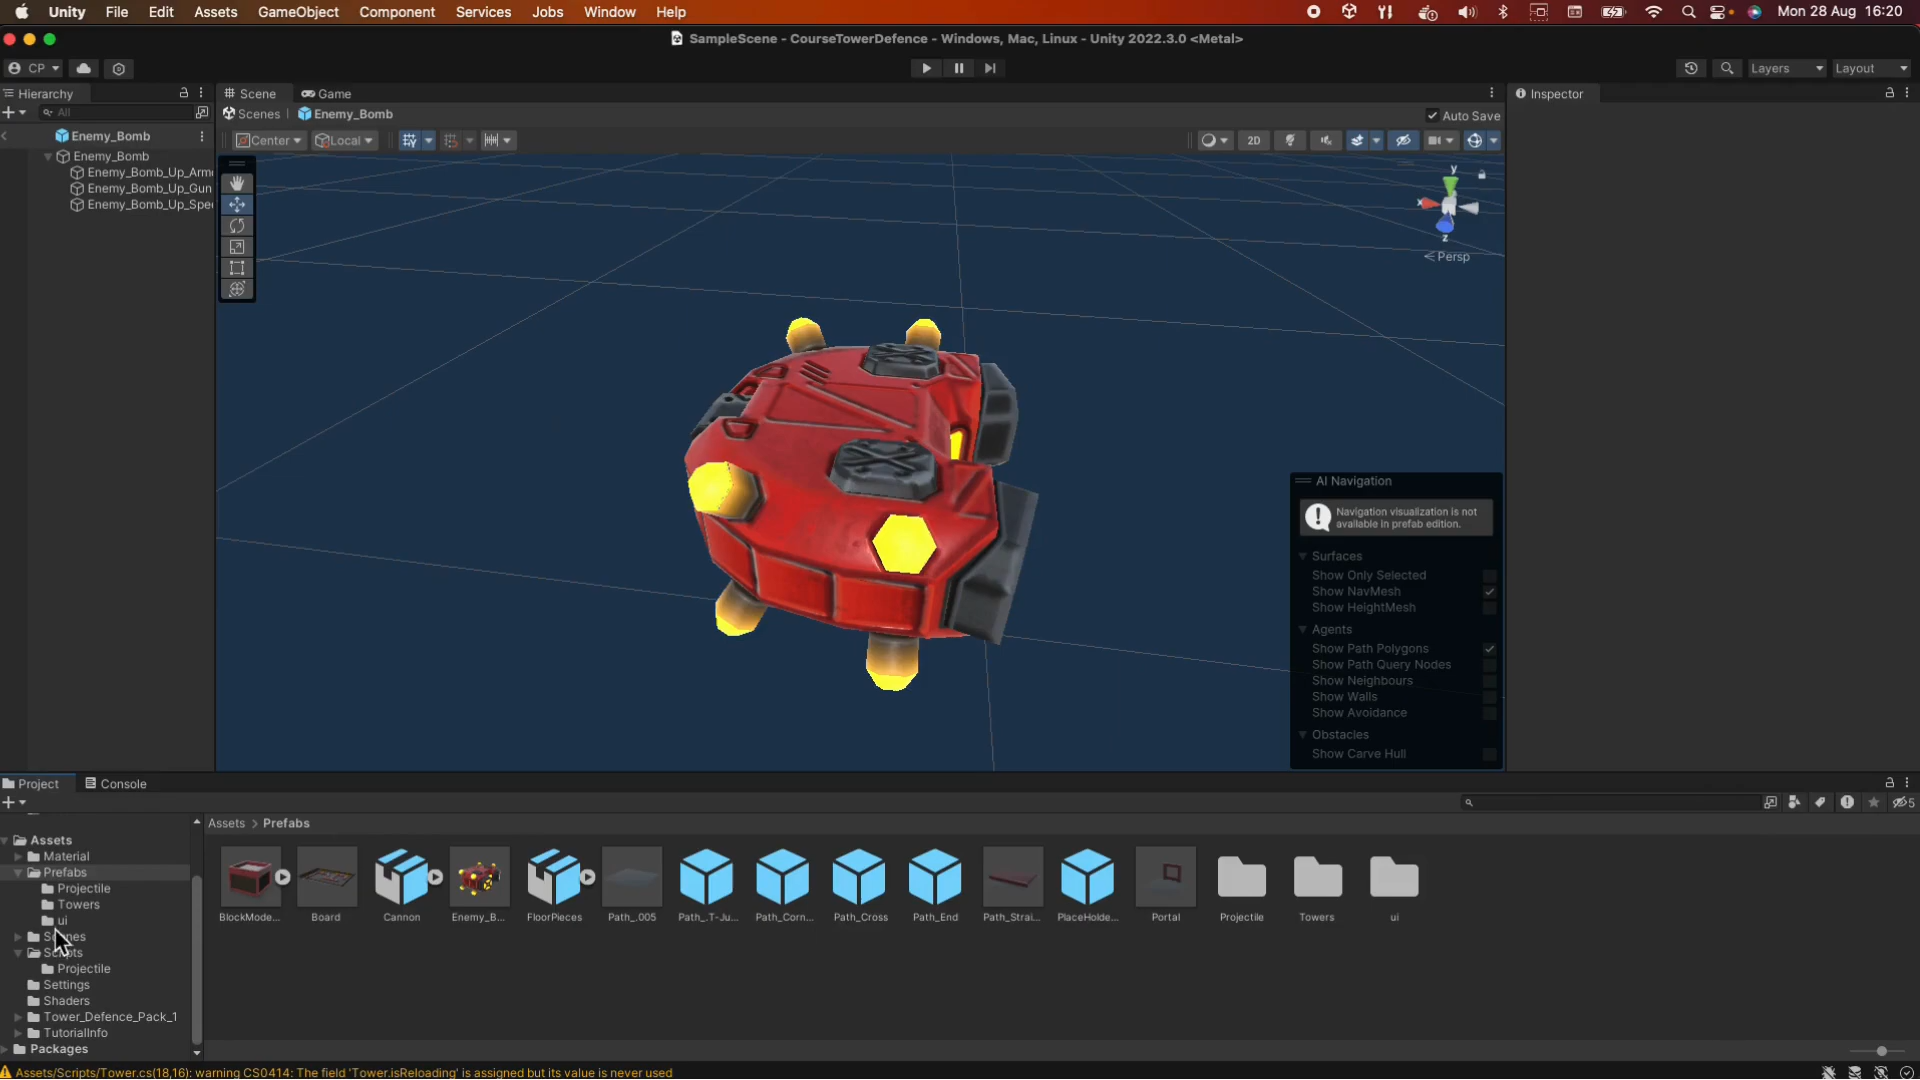 Unity File Edit Assets GameObject Component Services Jobs Window Help Mon 28 Aug 16:20
SampleScene - CourseTowerDefence - Windows, Mac, Linux - Unity 2022.3.0 <Metal>
CP Layers Layout
Hierarchy Scene Game Inspector
All Scenes Enemy_Bomb Auto Save
Enemy_Bomb Center Local 2D
Enemy_Bomb
Enemy_Bomb_Up_Arm
Enemy_Bomb_Up_Gun
Enemy_Bomb_Up_Spe
y
x
z
Persp
AI Navigation
Navigation visualization is not
available in prefab edition.
Surfaces
Show Only Selected
Show NavMesh
Show HeightMesh
Agents
Show Path Polygons
Show Path Query Nodes
Show Neighbours
Show Walls
Show Avoidance
Obstacles
Show Carve Hull
Project Console
5
Assets > Prefabs
Assets
Material
Prefabs
Projectile
Towers
ui
Scenes
Scripts
Projectile
Settings
Shaders
Tower_Defence_Pack_1
TutorialInfo
Packages
BlockMode... Board Cannon Enemy_B... FloorPieces Path_.005 Path_.T-Ju... Path_Corn... Path_Cross Path_End Path_Strai... PlaceHolde... Portal Projectile Towers ui
Assets/Scripts/Tower.cs(18,16): warning CS0414: The field 'Tower.isReloading' is assigned but its value is never used